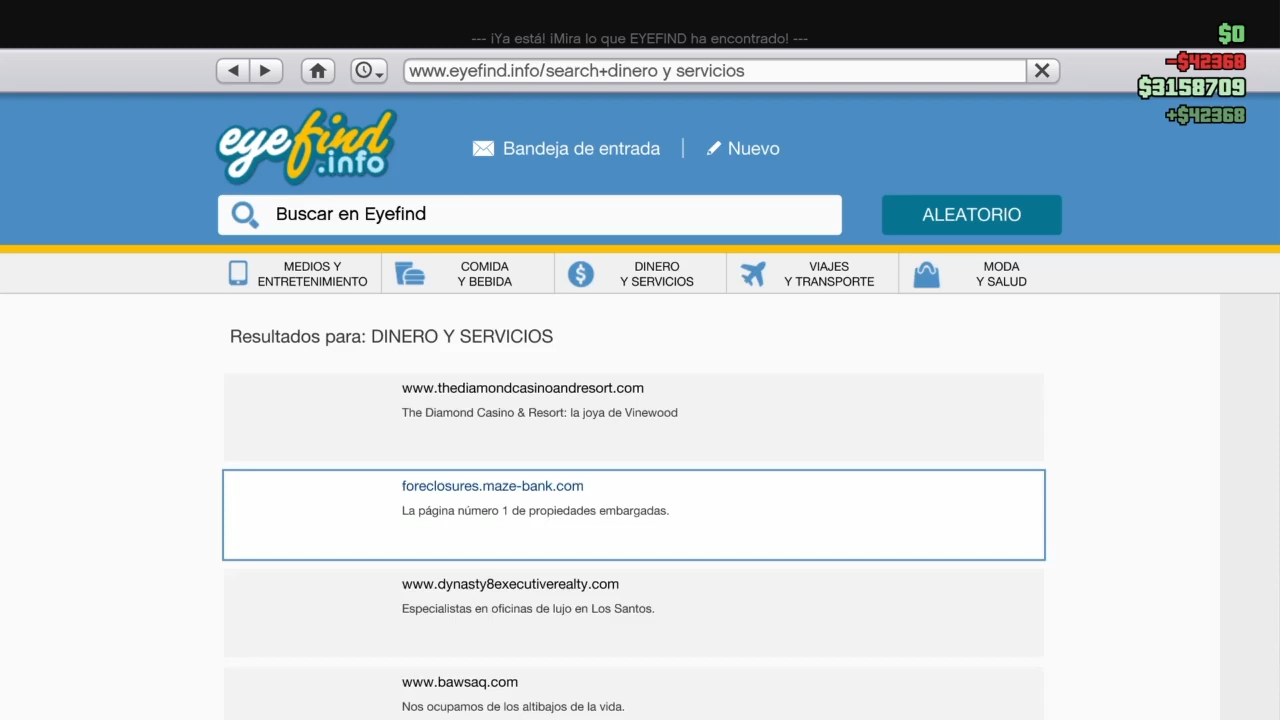 --- ¡Ya está! ¡Mira lo que EYEFIND ha encontrado! ---
$0
-$42368
$3158709
+$42368
www.eyefind.info/search+dinero y servicios
eyefind
.info
Bandeja de entrada
Nuevo
Buscar en Eyefind
ALEATORIO
MEDIOS Y
ENTRETENIMIENTO
COMIDA
Y BEBIDA
DINERO
Y SERVICIOS
VIAJES
Y TRANSPORTE
MODA
Y SALUD
Resultados para: DINERO Y SERVICIOS
www.thediamondcasinoandresort.com
The Diamond Casino & Resort: la joya de Vinewood
foreclosures.maze-bank.com
La página número 1 de propiedades embargadas.
www.dynasty8executiverealty.com
Especialistas en oficinas de lujo en Los Santos.
www.bawsaq.com
Nos ocupamos de los altibajos de la vida.